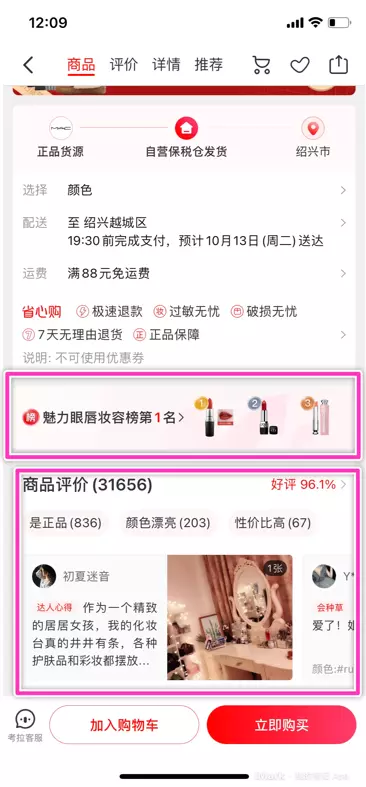 12:09
商品 评价 详情 推荐
MAC
正品货源 自营保税仓发货 绍兴市
选择 颜色
配送 至 绍兴越城区
19:30前完成支付，预计10月13日(周二)送达
运费 满88元免运费
省心购 极速退款 妆 过敏无忧 破损无忧
7天无理由退货 正 正品保障
说明: 不可使用优惠券
榜 魅力眼唇妆容榜第1名
1 2 3
商品评价(31656) 好评 96.1%
是正品(836) 颜色漂亮(203) 性价比高(67)
初夏迷音
1张
Y*
达人心得 作为一个精致的居居女孩，我的化妆台真的井井有条，各种护肤品和彩妆都摆放...
会种草
爱了！
颜色:#ru
考拉客服
加入购物车 立即购买